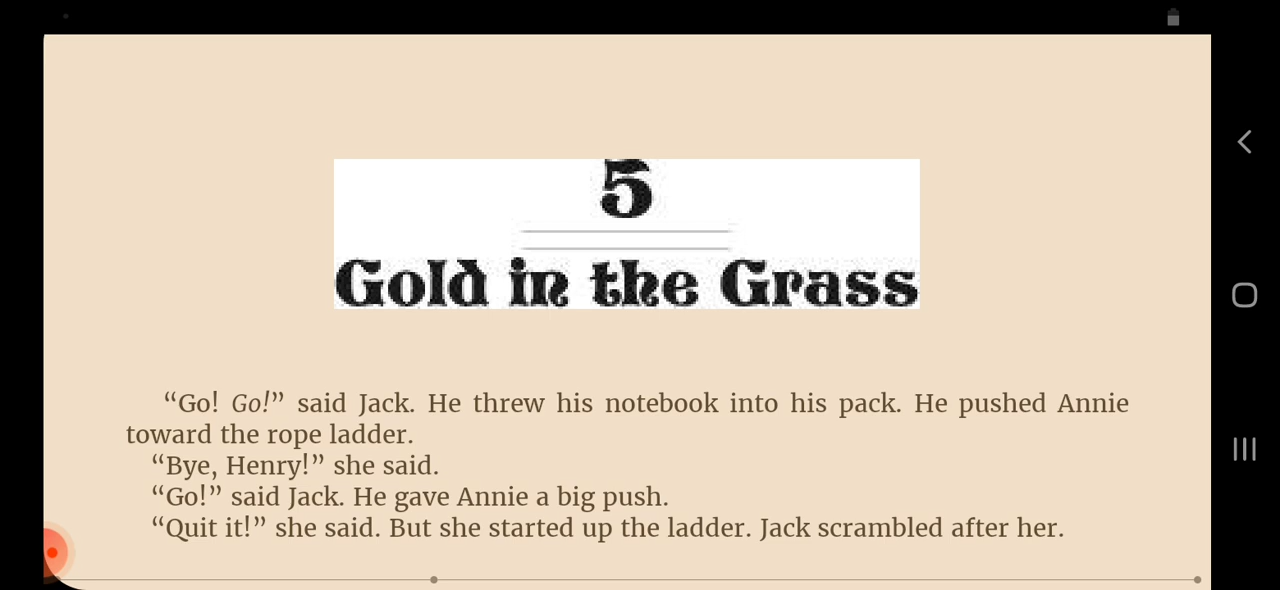 5
Gold in the Grass
“Go! Go!” said Jack. He threw his notebook into his pack. He pushed Annie
toward the rope ladder.
“Bye, Henry!” she said.
“Go!” said Jack. He gave Annie a big push.
“Quit it!” she said. But she started up the ladder. Jack scrambled after her.